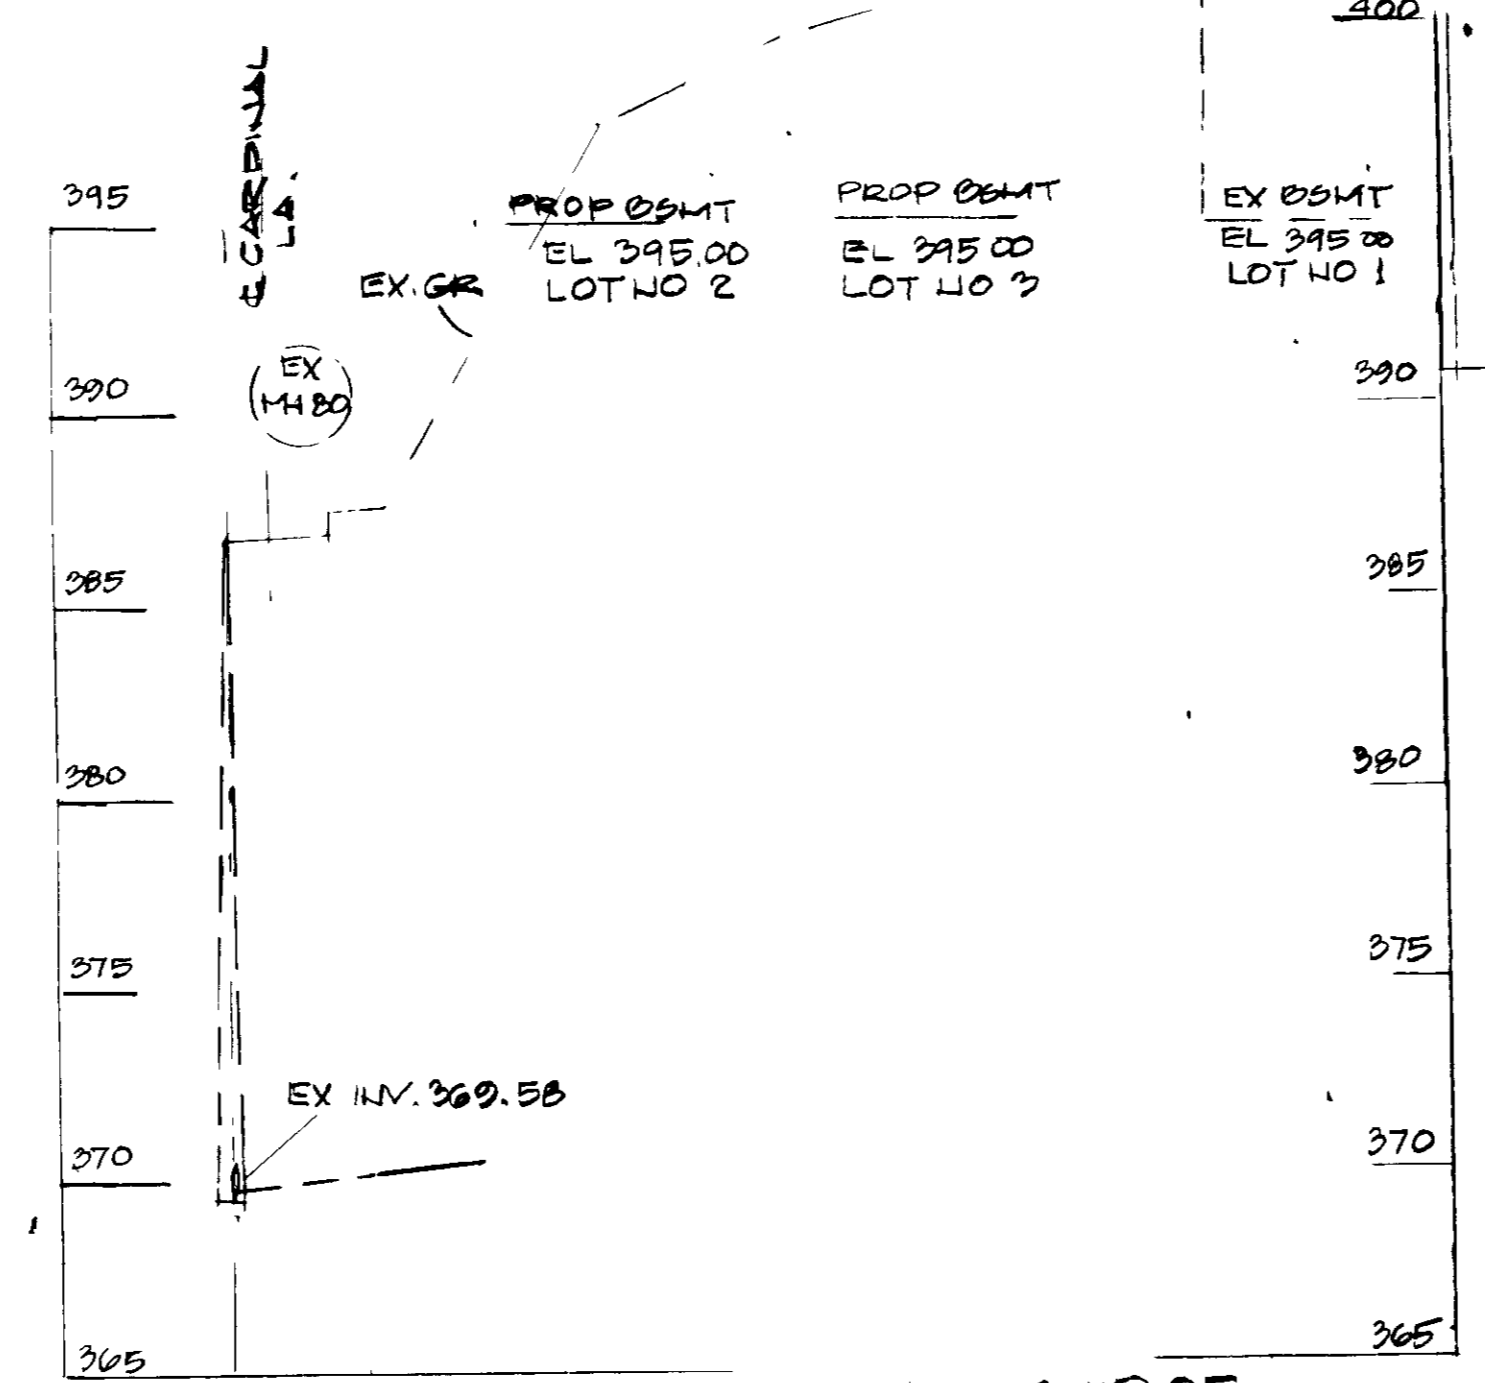 400
℄ CARDINAL
LA.
395
PROP BSMT
EL 395.00
LOT NO 2
PROP BSMT
EL 395 00
LOT NO 3
EX BSMT
EL 395 00
LOT NO 1
EX. GR
EX
MH 80
390
390
385
385
380
380
375
375
EX INV. 369.58
370
370
365
365